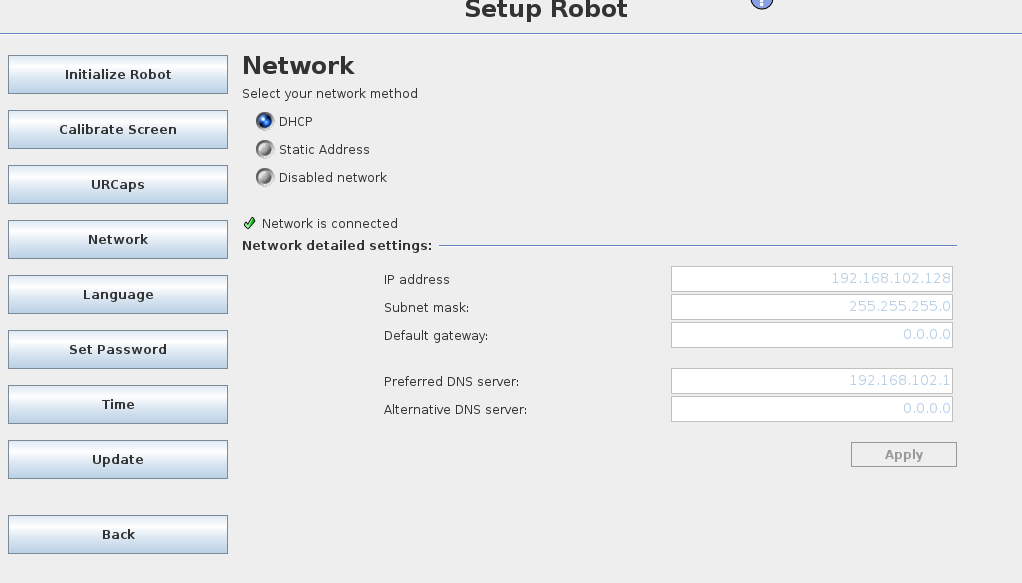 Setup Robot
Initialize Robot
Calibrate Screen
URCaps
Network
Language
Set Password
Time
Update
Back
Network
Select your network method
DHCP
Static Address
Disabled network
Network is connected
Network detailed settings:
IP address 192.168.102.128
Subnet mask: 255.255.255.0
Default gateway: 0.0.0.0
Preferred DNS server: 192.168.102.1
Alternative DNS server: 0.0.0.0
Apply